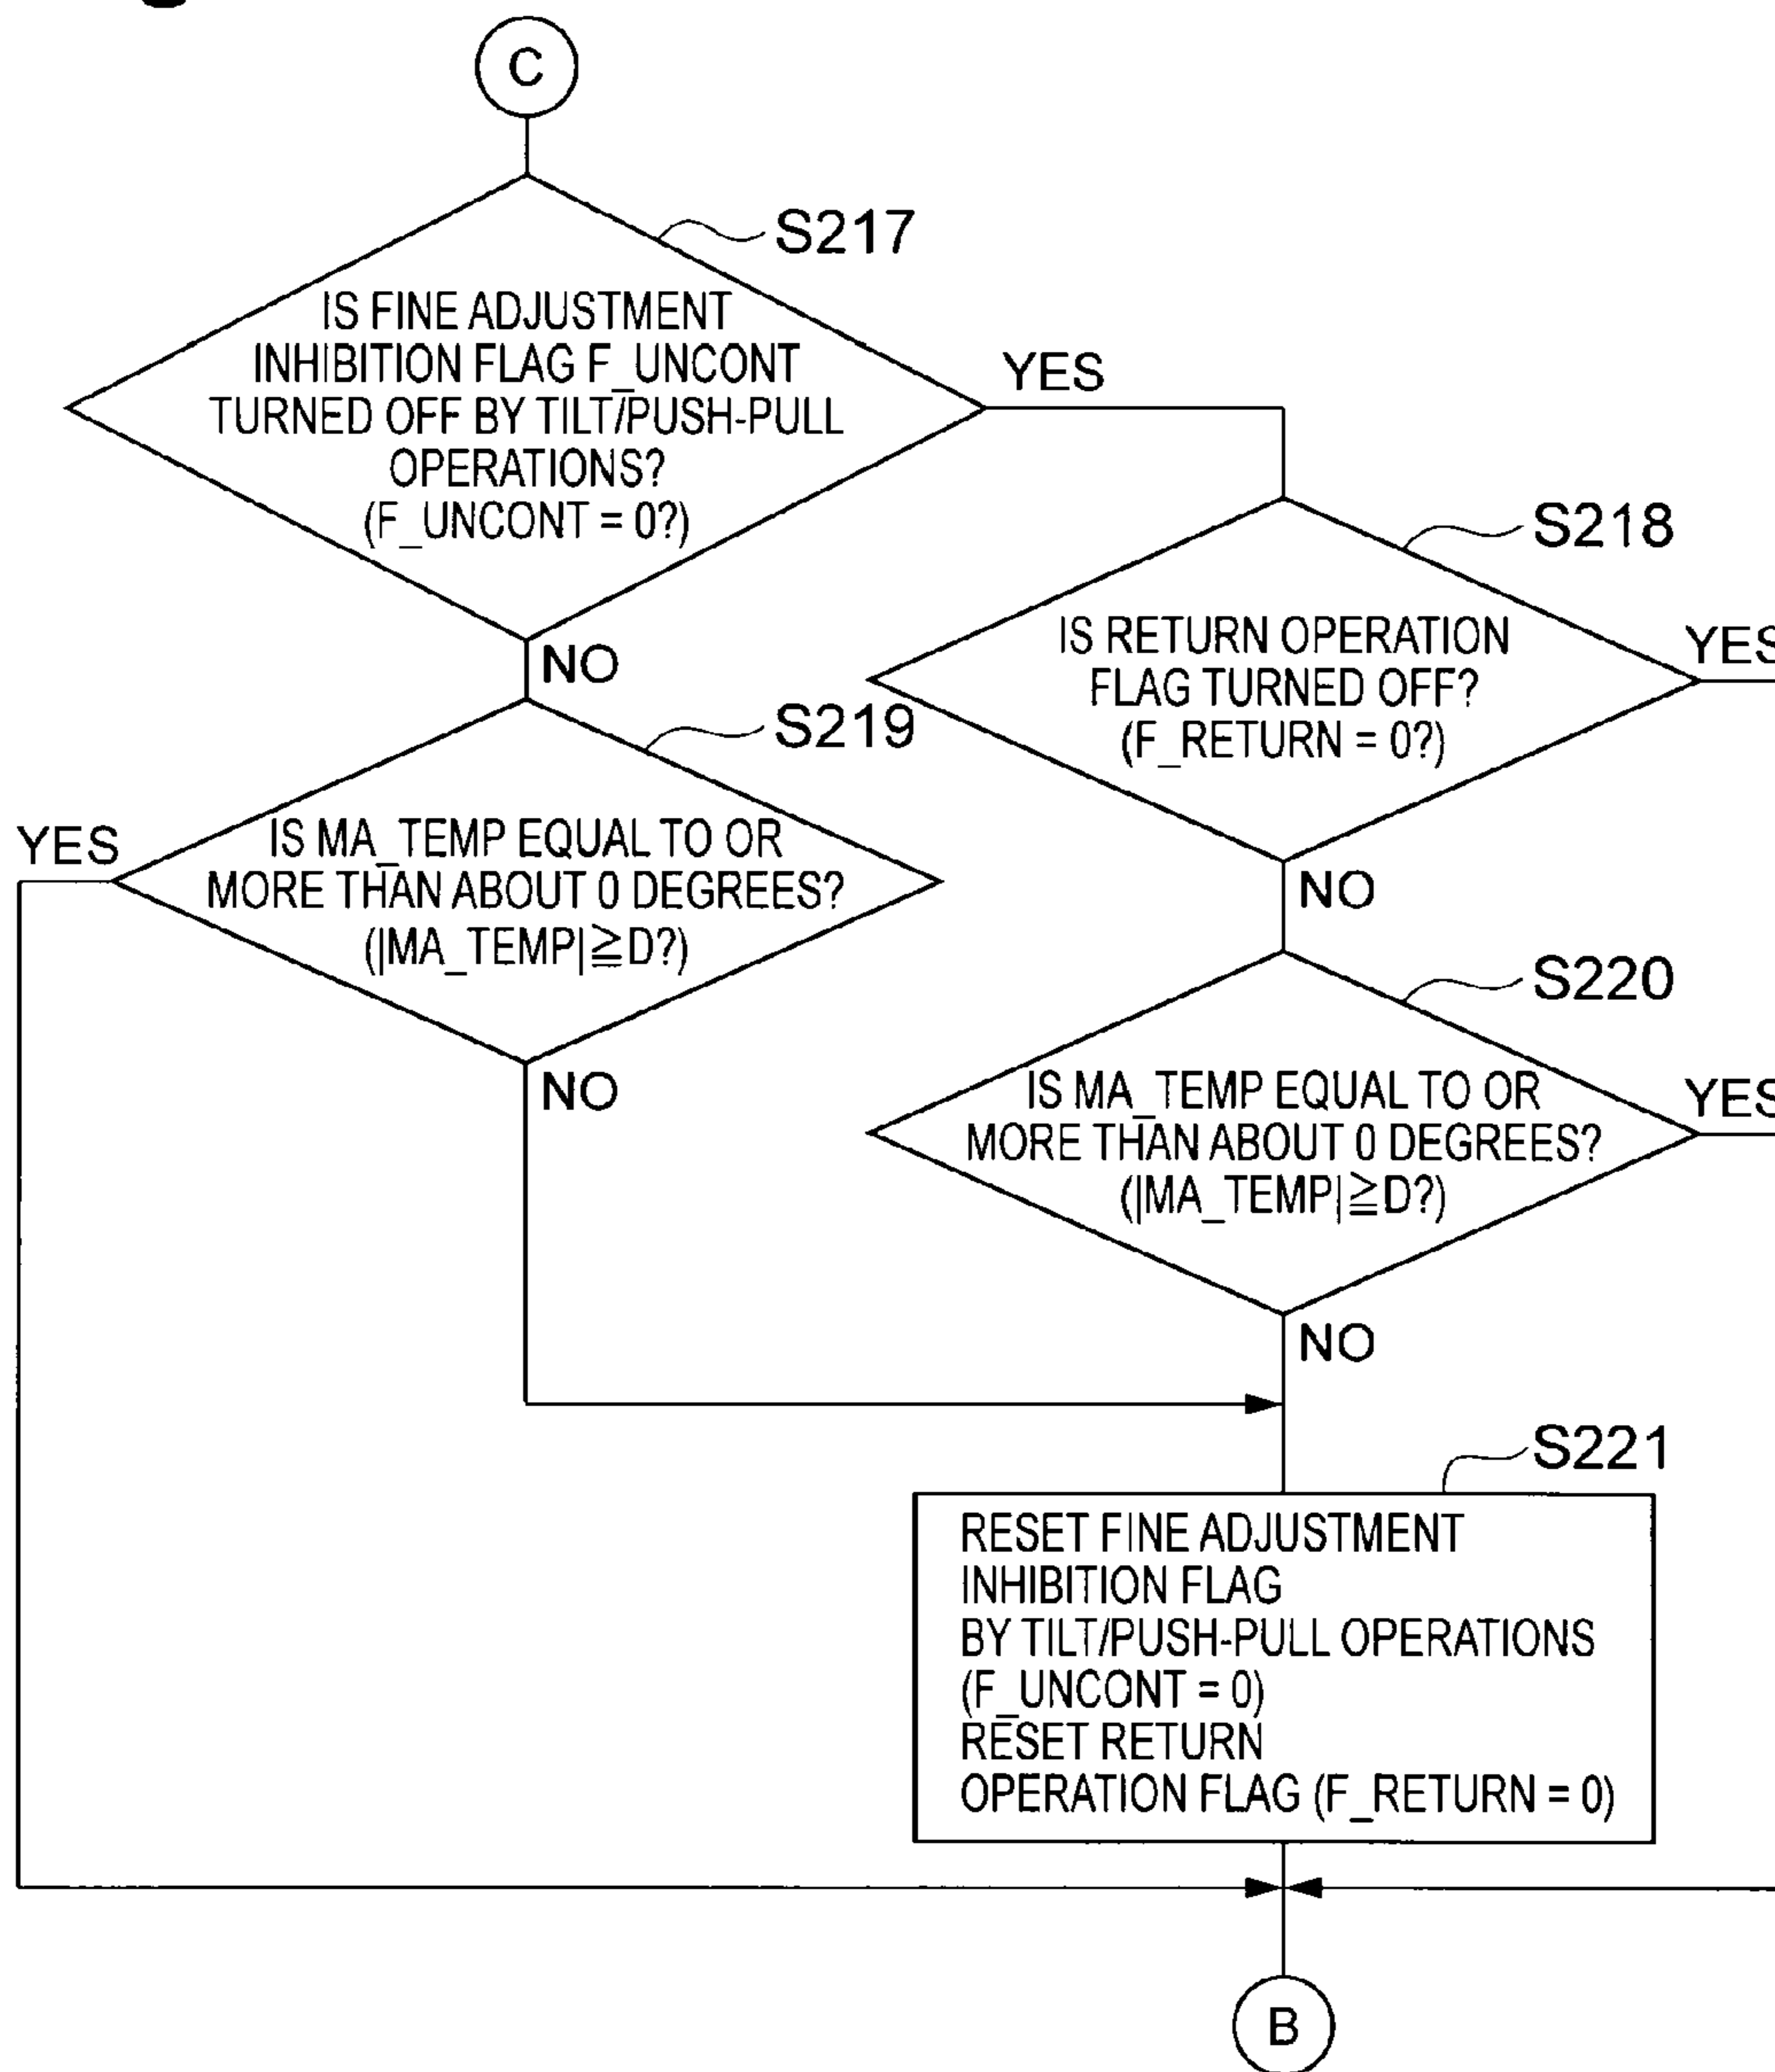 C
S217
IS FINE ADJUSTMENT
INHIBITION FLAG F_UNCONT
TURNED OFF BY TILT/PUSH-PULL
OPERATIONS?
(F_UNCONT = 0?)
YES
NO
S218
IS RETURN OPERATION
FLAG TURNED OFF?
(F_RETURN = 0?)
YES
NO
S219
IS MA_TEMP EQUAL TO OR
MORE THAN ABOUT 0 DEGREES?
(|MA_TEMP|≧D?)
YES
NO
S220
IS MA_TEMP EQUAL TO OR
MORE THAN ABOUT 0 DEGREES?
(|MA_TEMP|≧D?)
YES
NO
S221
RESET FINE ADJUSTMENT
INHIBITION FLAG
BY TILT/PUSH-PULL OPERATIONS
(F_UNCONT = 0)
RESET RETURN
OPERATION FLAG (F_RETURN = 0)
B